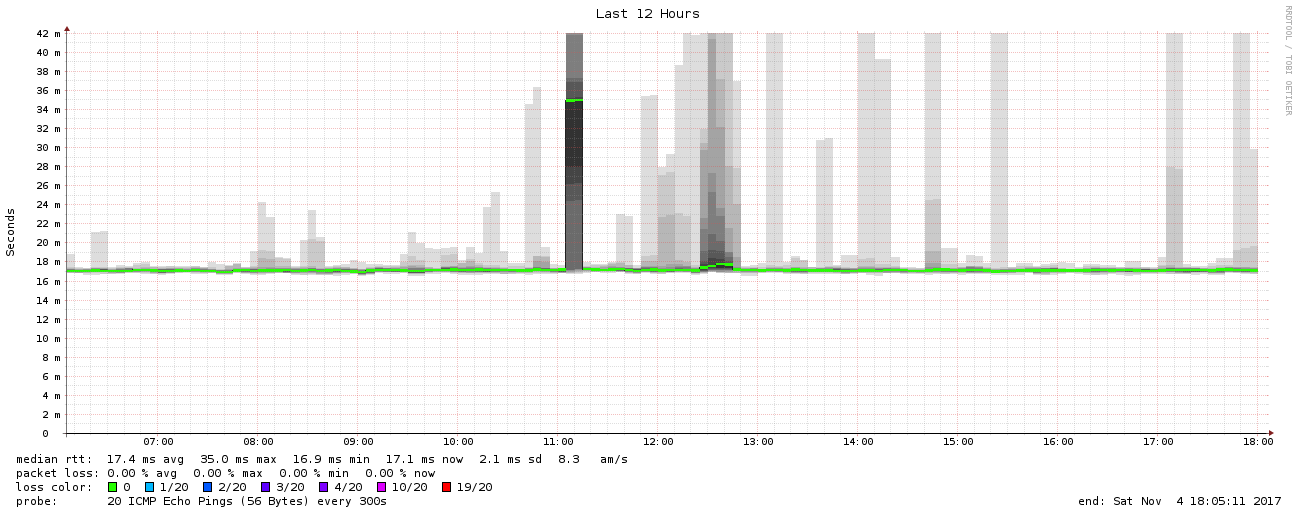 Last 12 Hours
RRDTOOL / TOBI OETIKER
Seconds
42 m
40 m
38 m
36 m
34 m
32 m
30 m
28 m
26 m
24 m
22 m
20 m
18 m
16 m
14 m
12 m
10 m
8 m
6 m
4 m
2 m
0
07:00 08:00 09:00 10:00 11:00 12:00 13:00 14:00 15:00 16:00 17:00 18:00
median rtt: 17.4 ms avg 35.0 ms max 16.9 ms min 17.1 ms now 2.1 ms sd 8.3 am/s
packet loss: 0.00 % avg 0.00 % max 0.00 % min 0.00 % now
loss color: 0 1/20 2/20 3/20 4/20 10/20 19/20
probe: 20 ICMP Echo Pings (56 Bytes) every 300s end: Sat Nov 4 18:05:11 2017